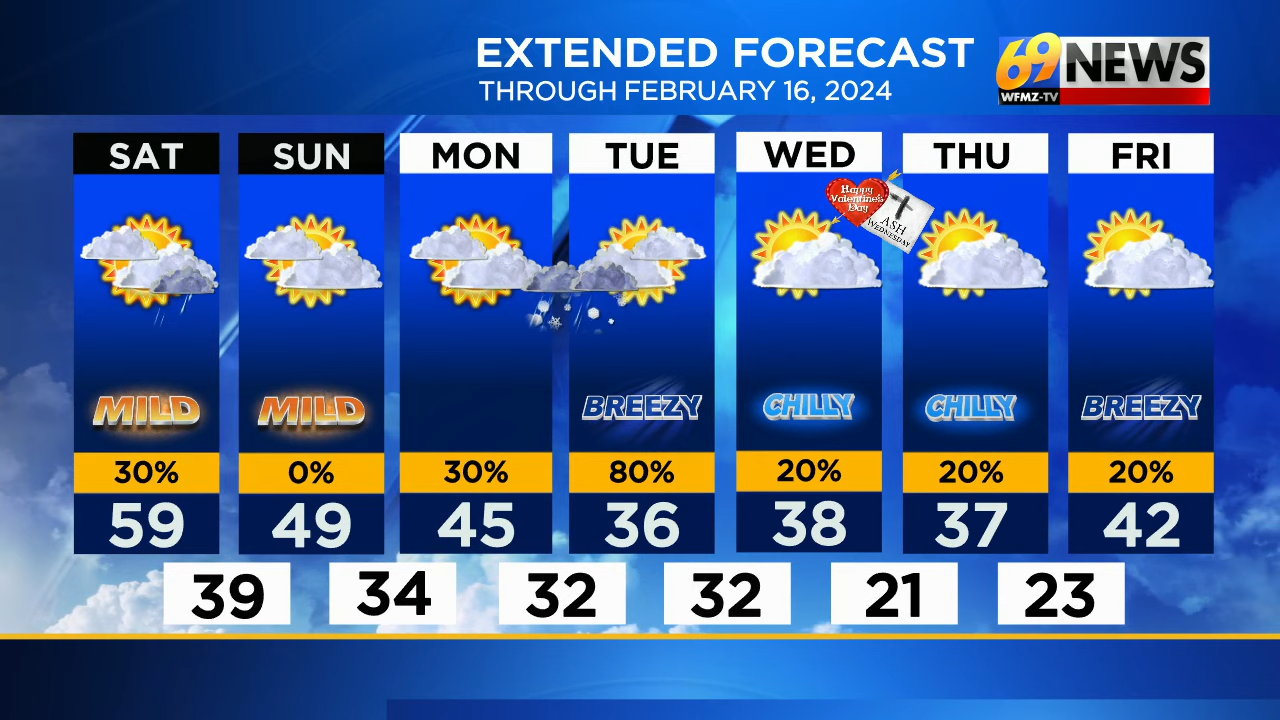 EXTENDED FORECAST
THROUGH FEBRUARY 16, 2024
69 NEWS
WFMZ-TV
SAT SUN MON TUE WED THU FRI
Happy
Valentine's
Day
ASH
WEDNESDAY
MILD MILD BREEZY CHILLY CHILLY BREEZY
30% 0% 30% 80% 20% 20% 20%
59 49 45 36 38 37 42
39 34 32 32 21 23